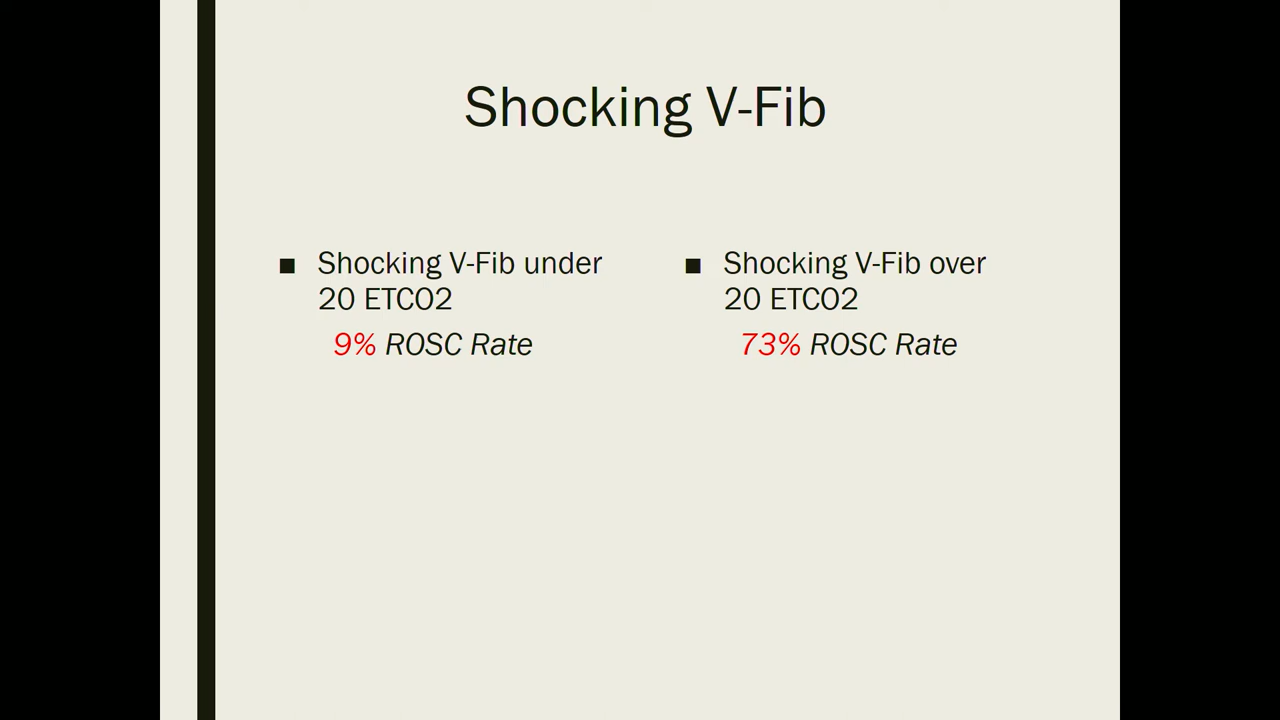 Shocking V-Fib
■ Shocking V-Fib under
20 ETCO2
9% ROSC Rate
■ Shocking V-Fib over
20 ETCO2
73% ROSC Rate